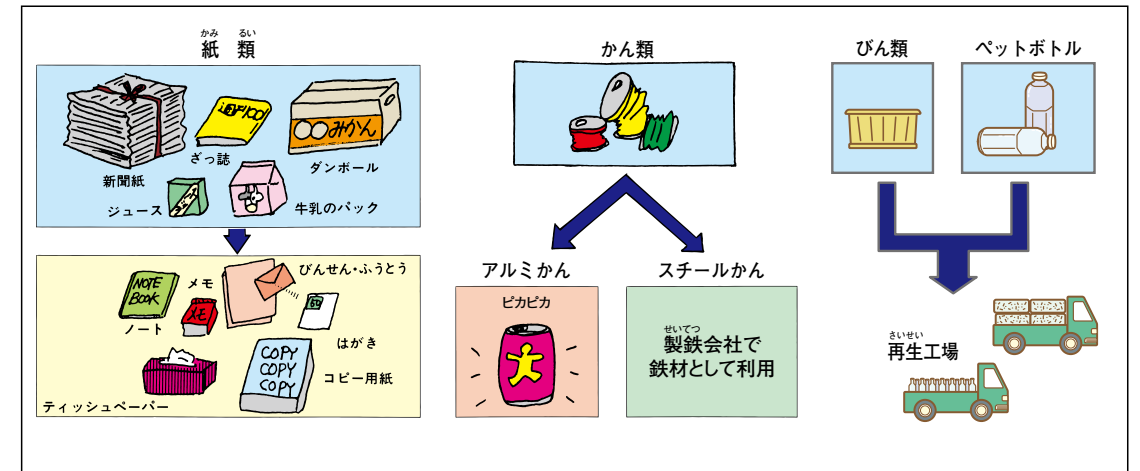 かみ るい
紙 類
○○みかん
ざっ誌
新聞紙
ダンボール
ジュース
牛乳のパック
NOTE
BOOK
メモ
メモ
びんせん・ふうとう
ノート
はがき
COPY
COPY
COPY
コピー用紙
ティッシュペーパー
かん類
アルミかん
ピカピカ
スチールかん
せいてつ
製鉄会社で
鉄材として利用
びん類
ペットボトル
さいせい
再生工場